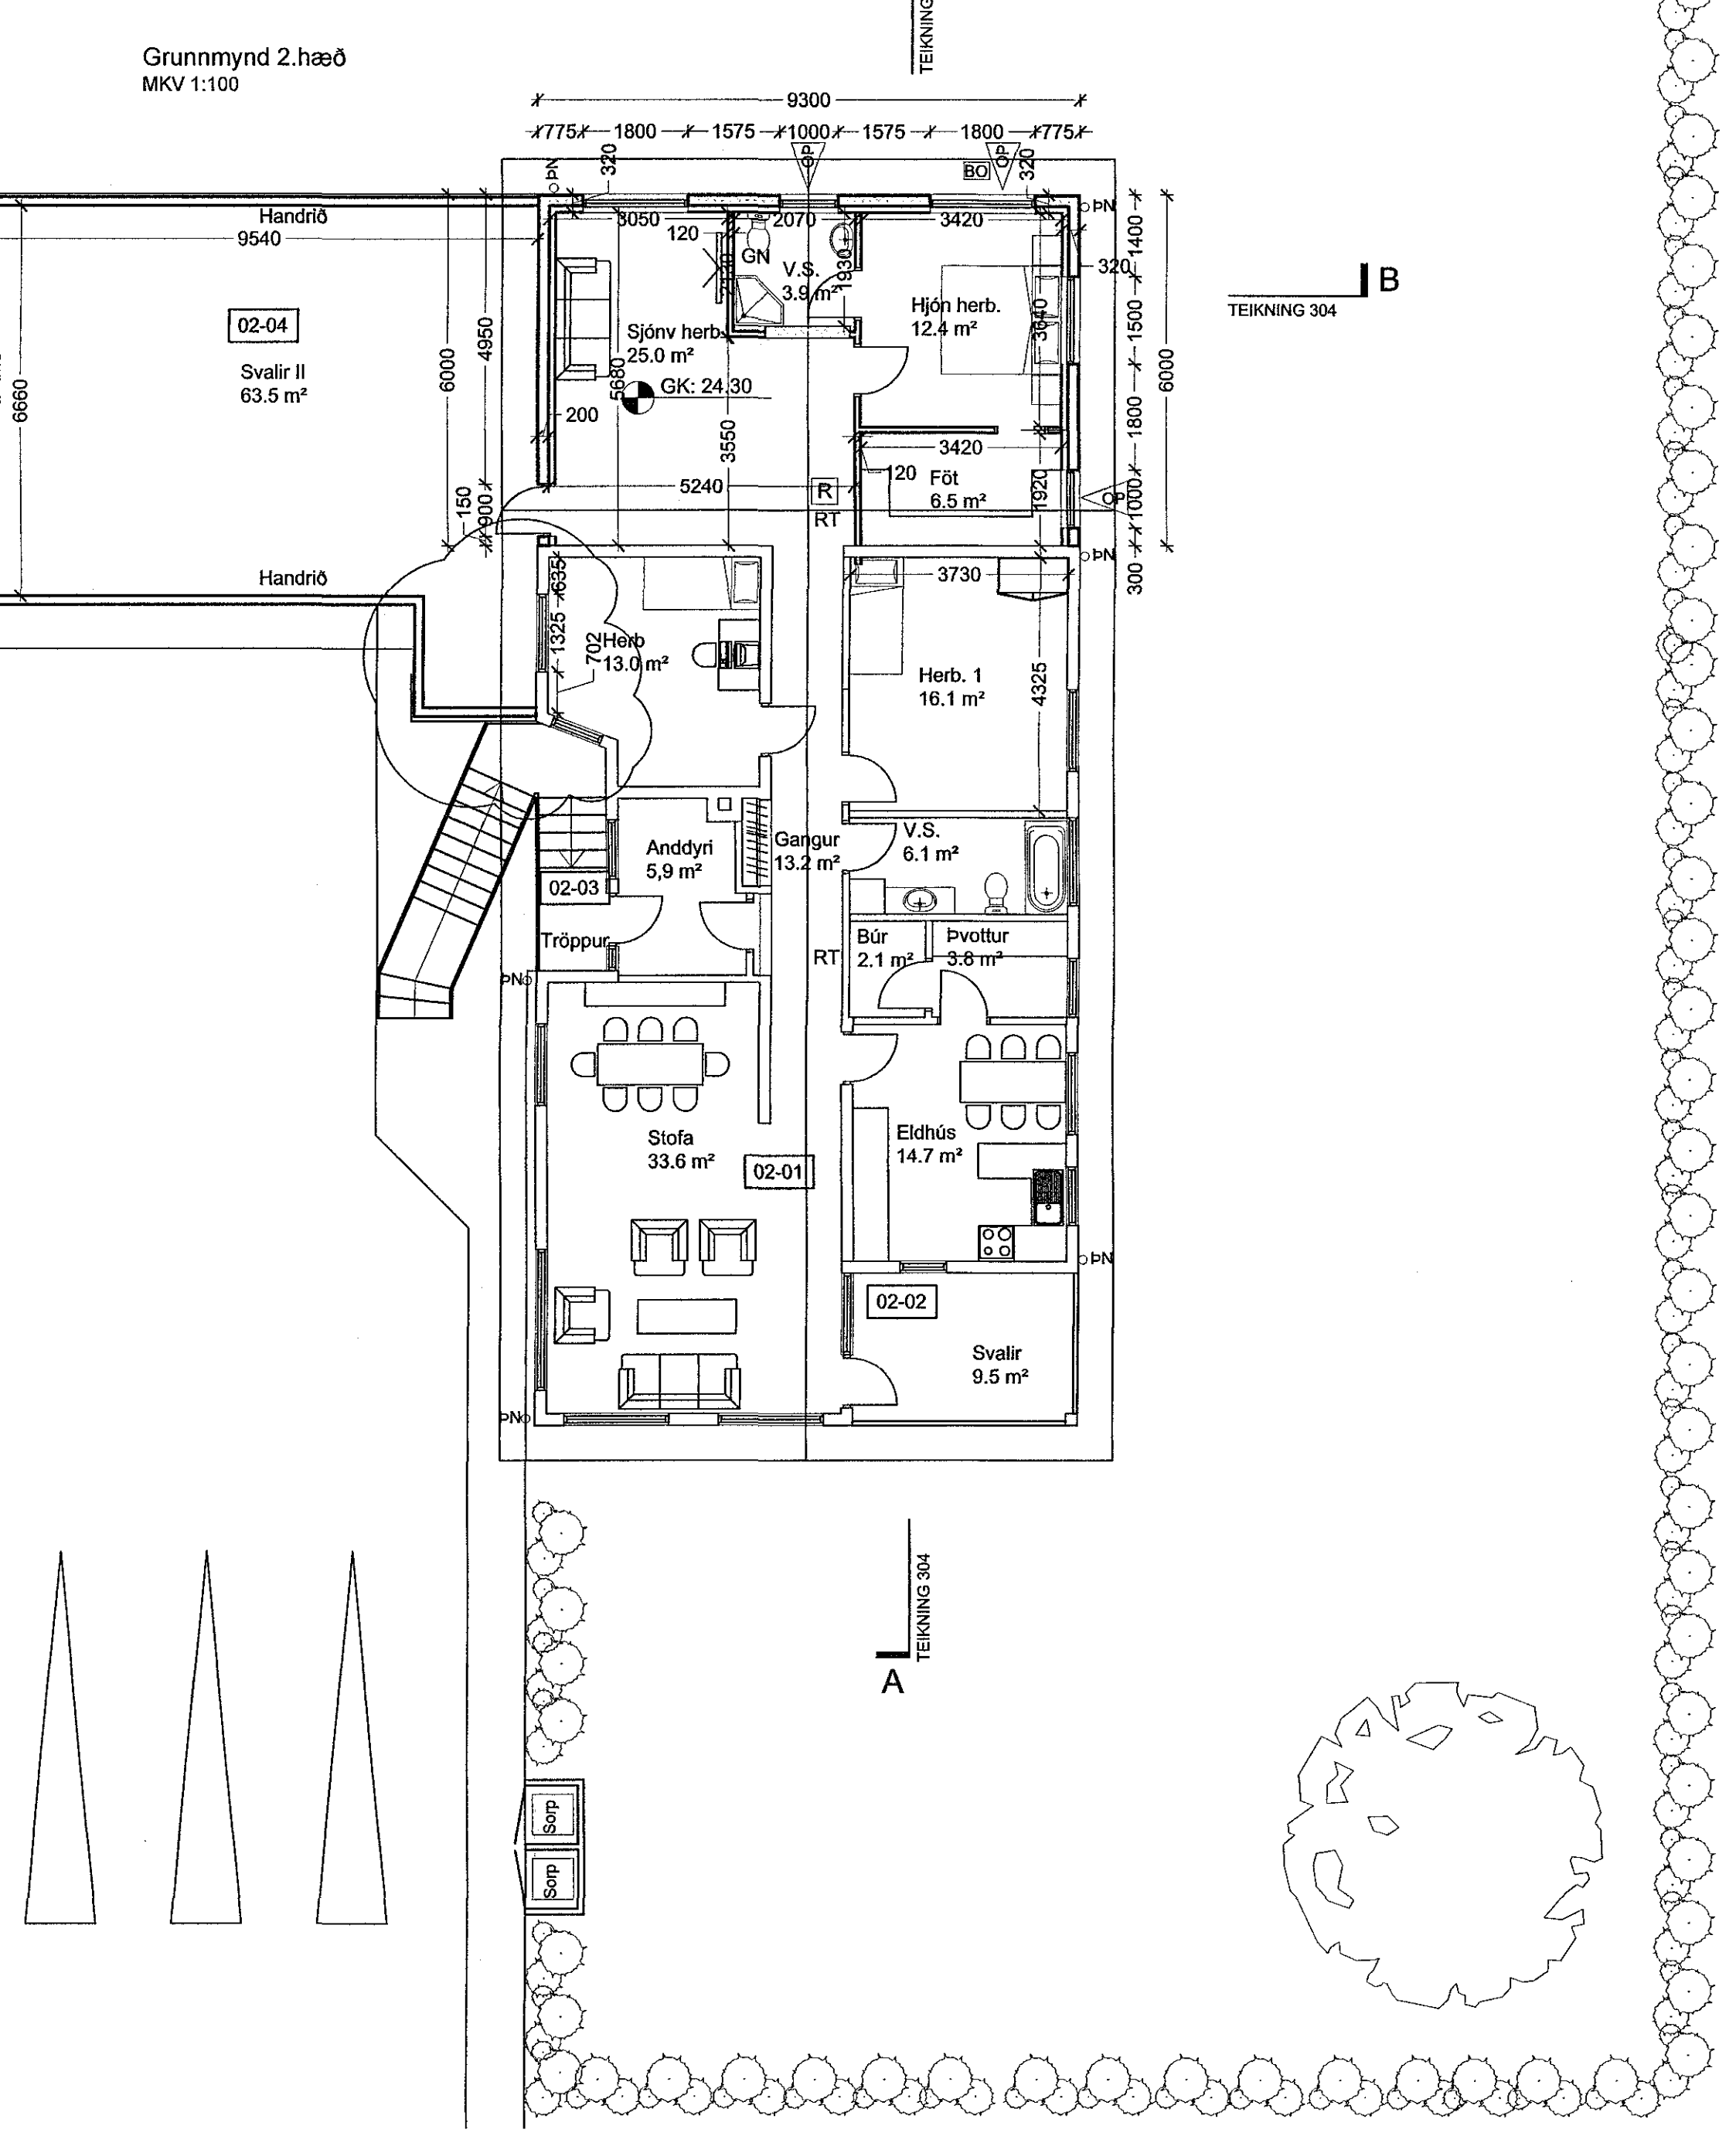 TEIKNING
Grunnmynd 2.hæð
MKV 1:100
9300
775 1800 1575 1000 1575 1800 775
ÞN
320
OP
BO
OP
320
ÞN
Handrið
9540
3050
2070
3420
120
GN
V.S.
3.9 m²
1930
1400
320
B
TEIKNING 304
02-04
Svalir II
63.5 m²
6660
6000
4950
Sjónv herb
25.0 m²
5680
GK: 24.30
200
3550
Hjón herb.
12.4 m²
3640
1500
6000
1800
3420
120
Föt
6.5 m²
1920
OP
1000
5240
R
RT
150
900
300
ÞN
Handrið
635
1325
702
Herb
13.0 m²
3730
Herb. 1
16.1 m²
4325
Anddyri
5,9 m²
Gangur
13.2 m²
V.S.
6.1 m²
02-03
Tröppur
RT
Búr
2.1 m²
Þvottur
3.8 m²
ÞN
Stofa
33.6 m²
02-01
Eldhús
14.7 m²
ÞN
02-02
Svalir
9.5 m²
ÞN
TEIKNING 304
A
Sorp
Sorp